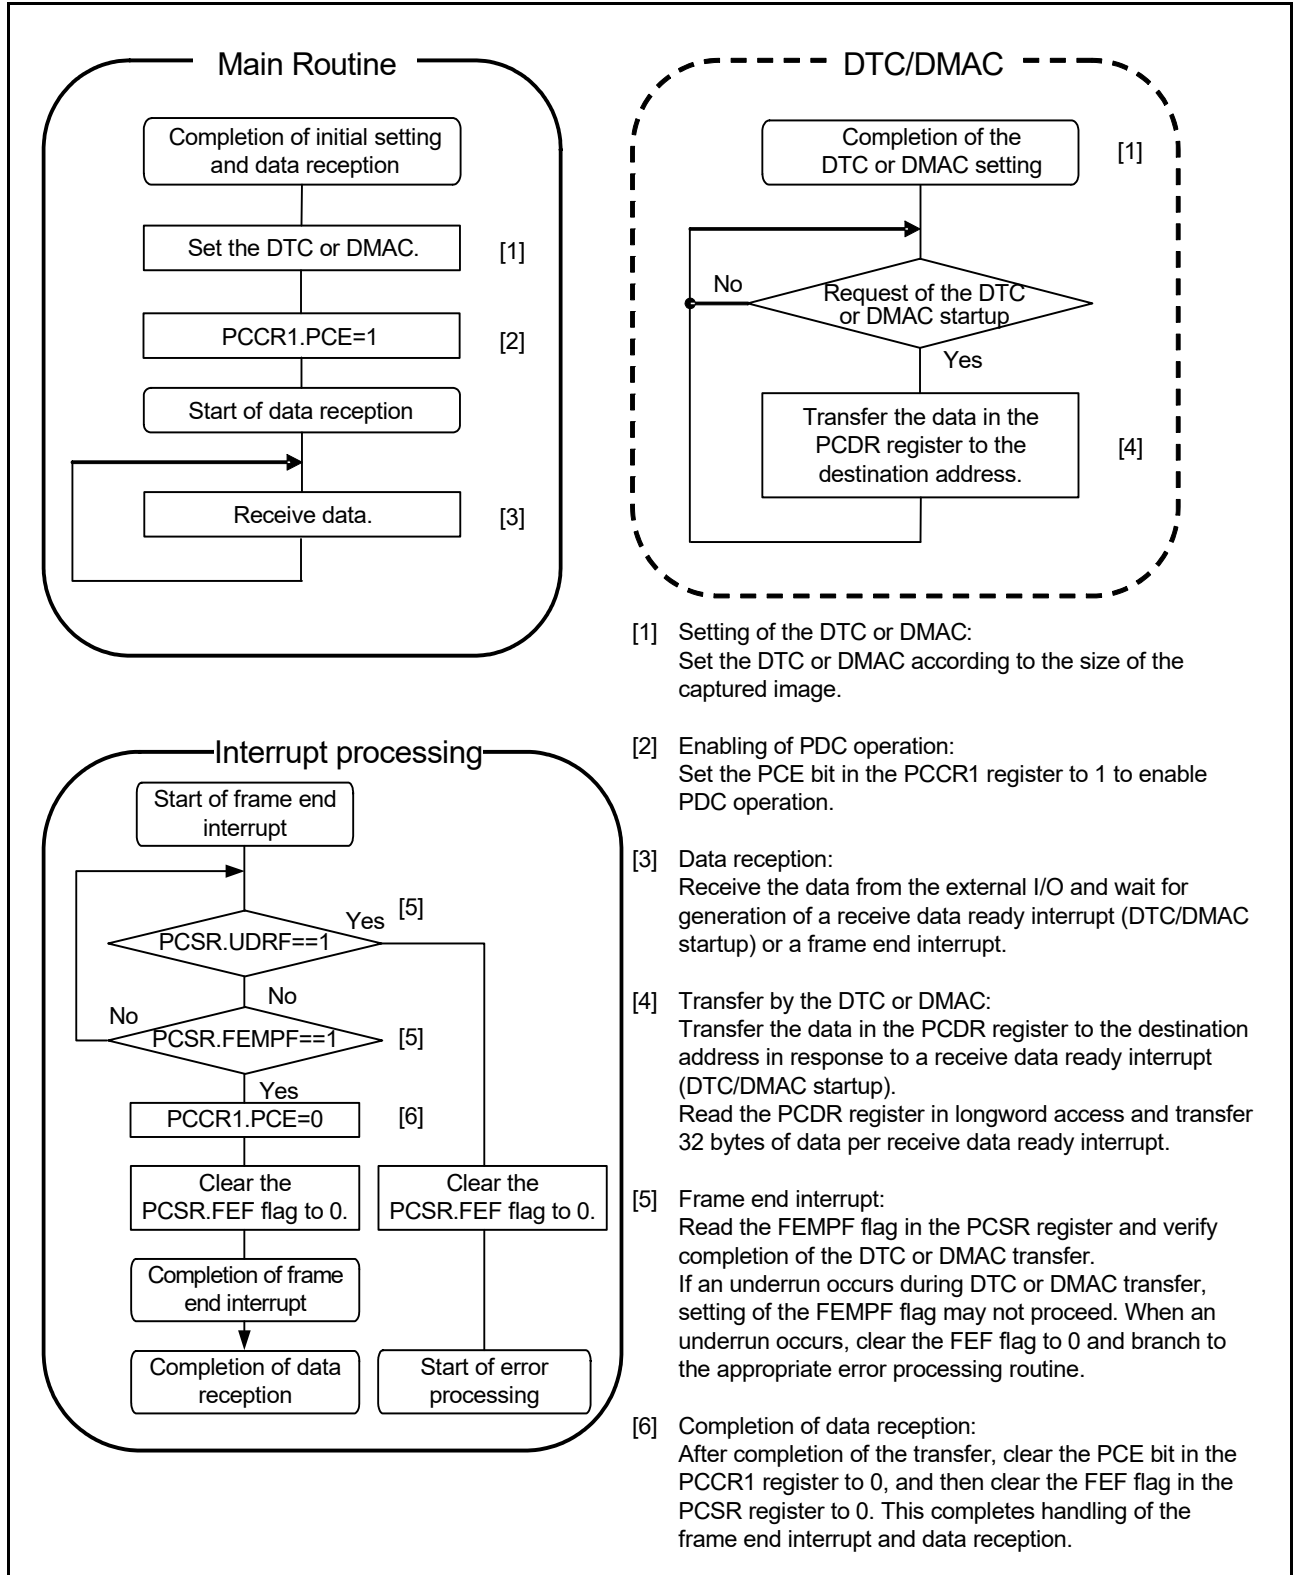 Main Routine
Completion of initial setting
and data reception
Set the DTC or DMAC.
[1]
PCCR1.PCE=1
[2]
Start of data reception
Receive data.
[3]
DTC/DMAC
Completion of the
DTC or DMAC setting
[1]
No
Request of the DTC
or DMAC startup
Yes
Transfer the data in the
PCDR register to the
destination address.
[4]
Interrupt processing
Start of frame end
interrupt
Yes
[5]
PCSR.UDRF==1
No
No
PCSR.FEMPF==1
[5]
Yes
PCCR1.PCE=0
[6]
Clear the
PCSR.FEF flag to 0.
Clear the
PCSR.FEF flag to 0.
Completion of frame
end interrupt
Completion of data
reception
Start of error
processing
[1] Setting of the DTC or DMAC:
Set the DTC or DMAC according to the size of the
captured image.
[2] Enabling of PDC operation:
Set the PCE bit in the PCCR1 register to 1 to enable
PDC operation.
[3] Data reception:
Receive the data from the external I/O and wait for
generation of a receive data ready interrupt (DTC/DMAC
startup) or a frame end interrupt.
[4] Transfer by the DTC or DMAC:
Transfer the data in the PCDR register to the destination
address in response to a receive data ready interrupt
(DTC/DMAC startup).
Read the PCDR register in longword access and transfer
32 bytes of data per receive data ready interrupt.
[5] Frame end interrupt:
Read the FEMPF flag in the PCSR register and verify
completion of the DTC or DMAC transfer.
If an underrun occurs during DTC or DMAC transfer,
setting of the FEMPF flag may not proceed. When an
underrun occurs, clear the FEF flag to 0 and branch to
the appropriate error processing routine.
[6] Completion of data reception:
After completion of the transfer, clear the PCE bit in the
PCCR1 register to 0, and then clear the FEF flag in the
PCSR register to 0. This completes handling of the
frame end interrupt and data reception.